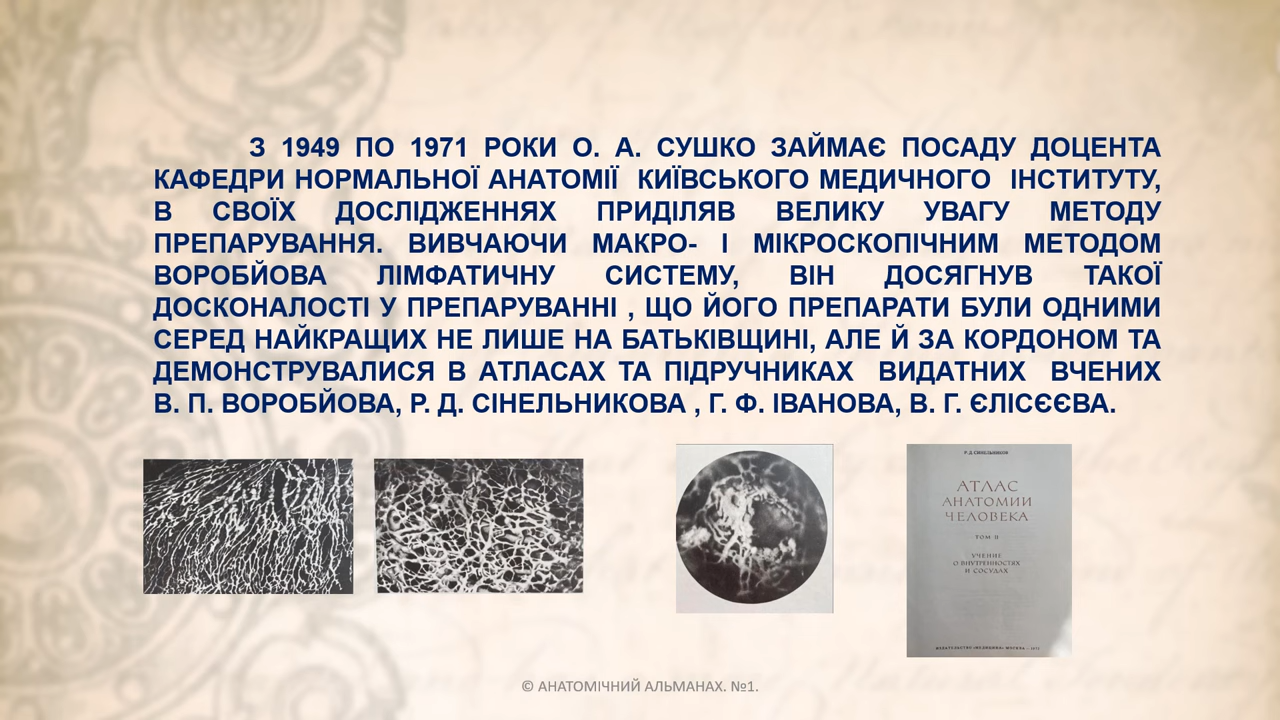 З 1949 ПО 1971 РОКИ О. А. СУШКО ЗАЙМАЄ ПОСАДУ ДОЦЕНТА
КАФЕДРИ НОРМАЛЬНОЇ АНАТОМІЇ КИЇВСЬКОГО МЕДИЧНОГО ІНСТИТУТУ,
В СВОЇХ ДОСЛІДЖЕННЯХ ПРИДІЛЯВ ВЕЛИКУ УВАГУ МЕТОДУ
ПРЕПАРУВАННЯ. ВИВЧАЮЧИ МАКРО- І МІКРОСКОПІЧНИМ МЕТОДОМ
ВОРОБЙОВА ЛІМФАТИЧНУ СИСТЕМУ, ВІН ДОСЯГНУВ ТАКОЇ
ДОСКОНАЛОСТІ У ПРЕПАРУВАННІ , ЩО ЙОГО ПРЕПАРАТИ БУЛИ ОДНИМИ
СЕРЕД НАЙКРАЩИХ НЕ ЛИШЕ НА БАТЬКІВЩИНІ, АЛЕ Й ЗА КОРДОНОМ ТА
ДЕМОНСТРУВАЛИСЯ В АТЛАСАХ ТА ПІДРУЧНИКАХ ВИДАТНИХ ВЧЕНИХ
В. П. ВОРОБЙОВА, Р. Д. СІНЕЛЬНИКОВА , Г. Ф. ІВАНОВА, В. Г. ЄЛІСЄЄВА.
Р. Д. СИНЕЛЬНИКОВ
АТЛАС
АНАТОМИИ
ЧЕЛОВЕКА
ТОМ II
УЧЕНИЕ
О ВНУТРЕННОСТЯХ
И СОСУДАХ
ИЗДАТЕЛЬСТВО «МЕДИЦИНА» МОСКВА –
© АНАТОМІЧНИЙ АЛЬМАНАХ. №1.